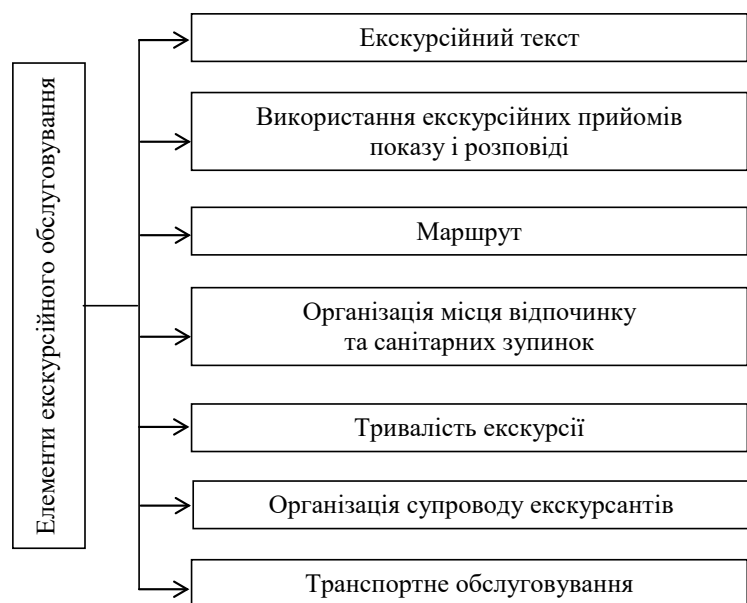 Елементи екскурсійного обслуговування
Екскурсійний текст
Використання екскурсійних прийомів
показу і розповіді
Маршрут
Організація місця відпочинку
та санітарних зупинок
Тривалість екскурсії
Організація супроводу екскурсантів
Транспортне обслуговування